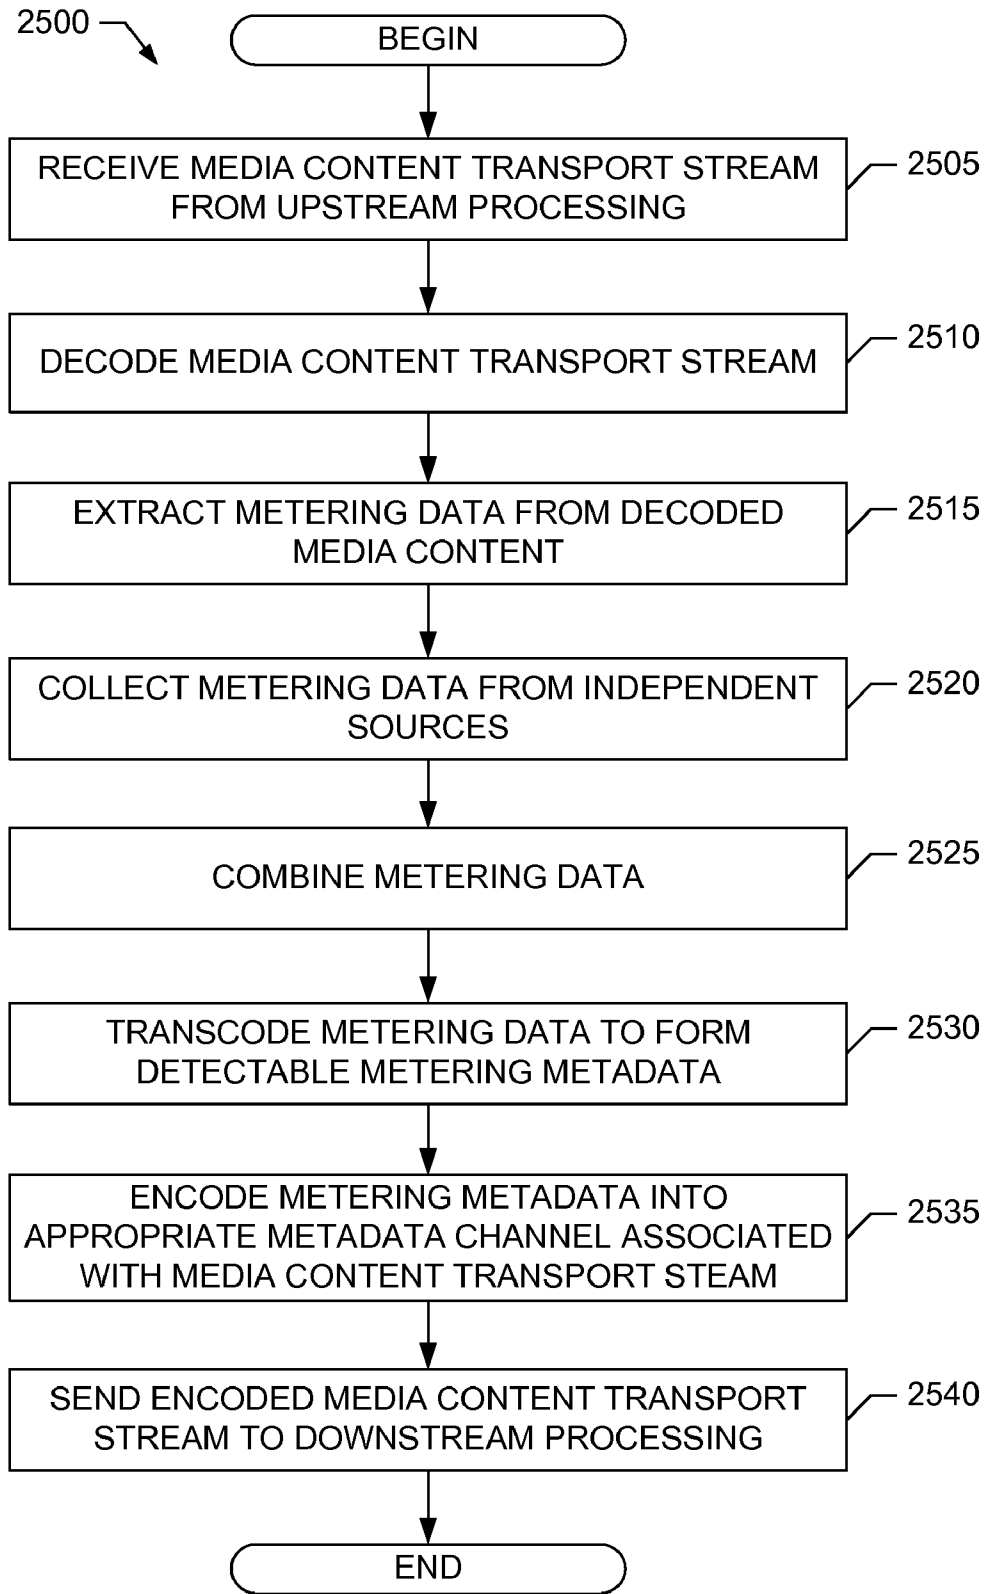 2500
BEGIN
RECEIVE MEDIA CONTENT TRANSPORT STREAM
FROM UPSTREAM PROCESSING
2505
DECODE MEDIA CONTENT TRANSPORT STREAM
2510
EXTRACT METERING DATA FROM DECODED
MEDIA CONTENT
2515
COLLECT METERING DATA FROM INDEPENDENT
SOURCES
2520
COMBINE METERING DATA
2525
TRANSCODE METERING DATA TO FORM
DETECTABLE METERING METADATA
2530
ENCODE METERING METADATA INTO
APPROPRIATE METADATA CHANNEL ASSOCIATED
WITH MEDIA CONTENT TRANSPORT STEAM
2535
SEND ENCODED MEDIA CONTENT TRANSPORT
STREAM TO DOWNSTREAM PROCESSING
2540
END